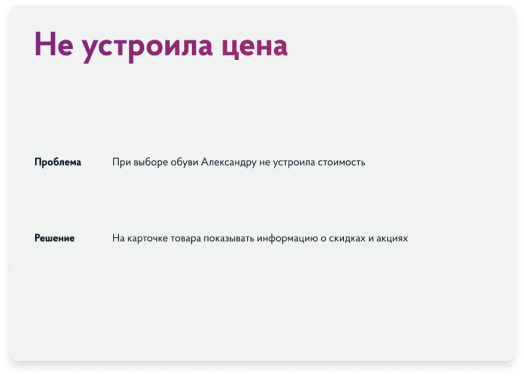 Не устроила цена
Проблема При выборе обуви Александру не устроила стоимость
Решение На карточке товара показывать информацию о скидках и акциях